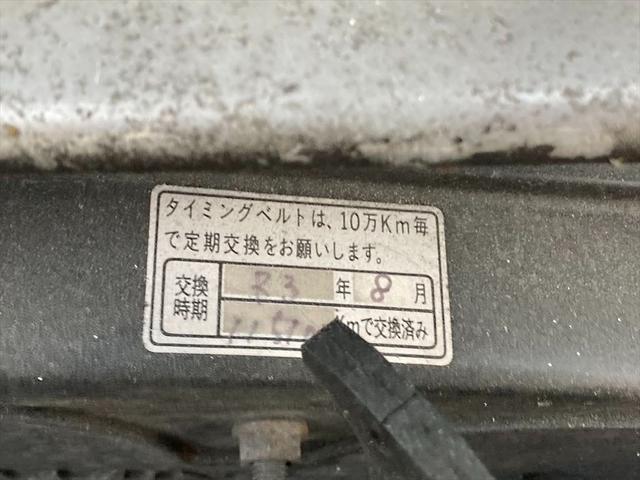 タイミングベルトは、10万Km毎
で定期交換をお願いします。
交換時期
R3年8月
Kmで交換済み